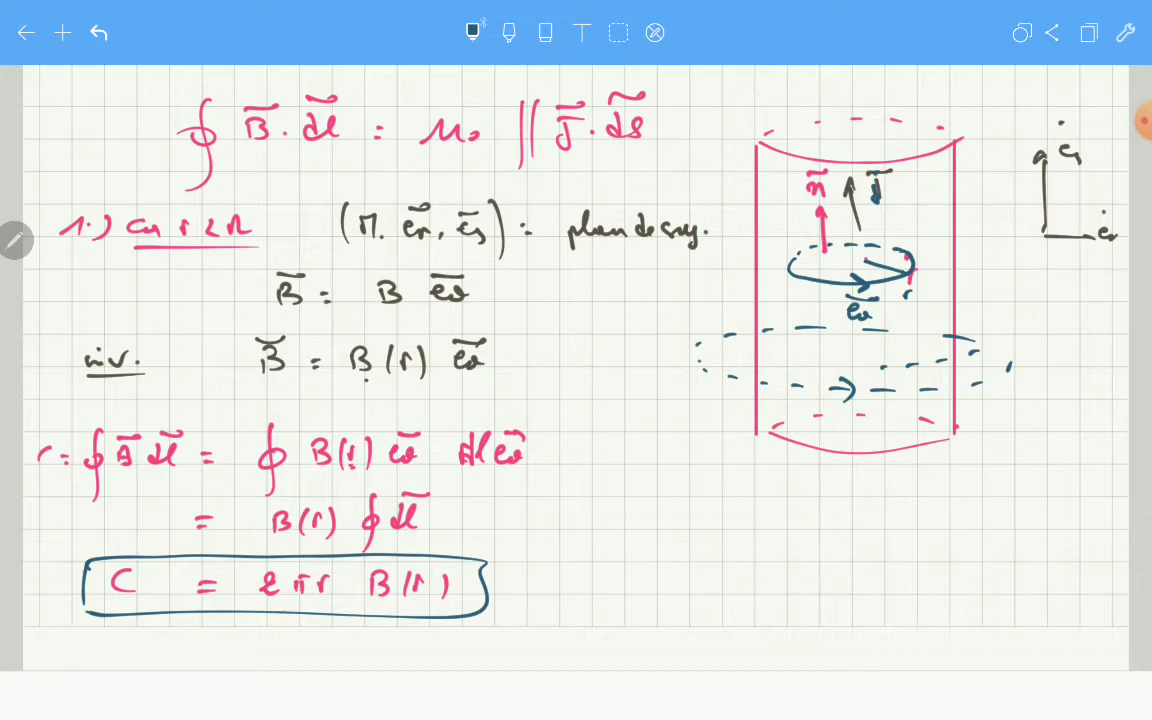 ∮ B⃗ . dl⃗ = μ₀ ∬ J⃗ . dS⃗
1.) Cas r < R (M. e⃗r, e⃗z) = plan de sy.
B⃗ = B e⃗θ
inv. B⃗ = B(r) e⃗θ
C = ∮ B⃗ dl⃗ = ∮ B(r) e⃗θ dl e⃗θ
= B(r) ∮ dl⃗
C = 2πr B(r)
n⃗ J⃗
r
e⃗θ
e⃗z
e⃗r
T